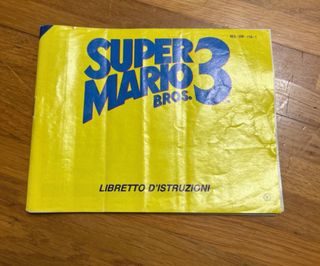 SUPER
MARIO 3
BROS.
LIBRETTO D'ISTRUZIONI